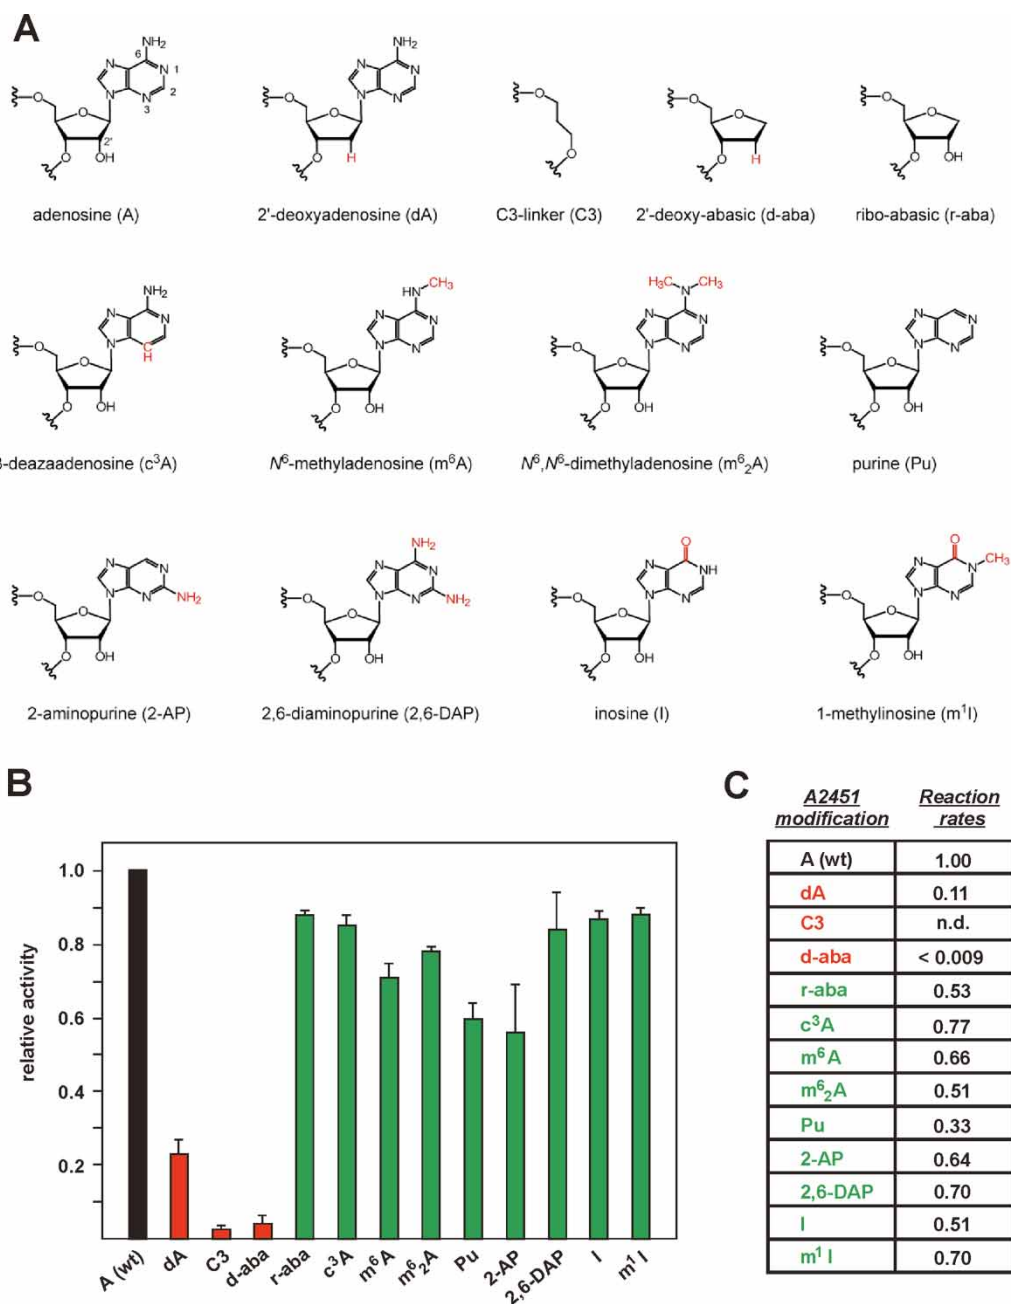 A
NH2
6
N
N
1
2
N
N
3
O
O
2'
O
OH
adenosine (A)
NH2
N
N
N
N
O
O
O
H
2'-deoxyadenosine (dA)
O
O
C3-linker (C3)
O
O
O
H
2'-deoxy-abasic (d-aba)
O
O
O
OH
ribo-abasic (r-aba)
NH2
N
N
N
C
H
O
O
O
OH
-deazaadenosine (c³A)
HN
CH3
N
N
N
N
O
O
O
OH
N⁶-methyladenosine (m⁶A)
H3C
CH3
N
N
N
N
N
O
O
O
OH
N⁶,N⁶-dimethyladenosine (m⁶₂A)
N
N
N
N
O
O
O
OH
purine (Pu)
N
N
N
N
NH2
O
O
O
OH
2-aminopurine (2-AP)
NH2
N
N
N
N
NH2
O
O
O
OH
2,6-diaminopurine (2,6-DAP)
O
N
NH
N
N
O
O
O
OH
inosine (I)
O
N
N
CH3
N
N
O
O
O
OH
1-methylinosine (m¹I)
B
relative activity
1.0
0.8
0.6
0.4
0.2
A (wt)
dA
C3
d-aba
r-aba
c³A
m⁶A
m⁶₂A
Pu
2-AP
2,6-DAP
I
m¹ I
C
A2451 Reaction
modification rates
A (wt) 1.00
dA 0.11
C3 n.d.
d-aba < 0.009
r-aba 0.53
c³A 0.77
m⁶A 0.66
m⁶₂A 0.51
Pu 0.33
2-AP 0.64
2,6-DAP 0.70
I 0.51
m¹ I 0.70